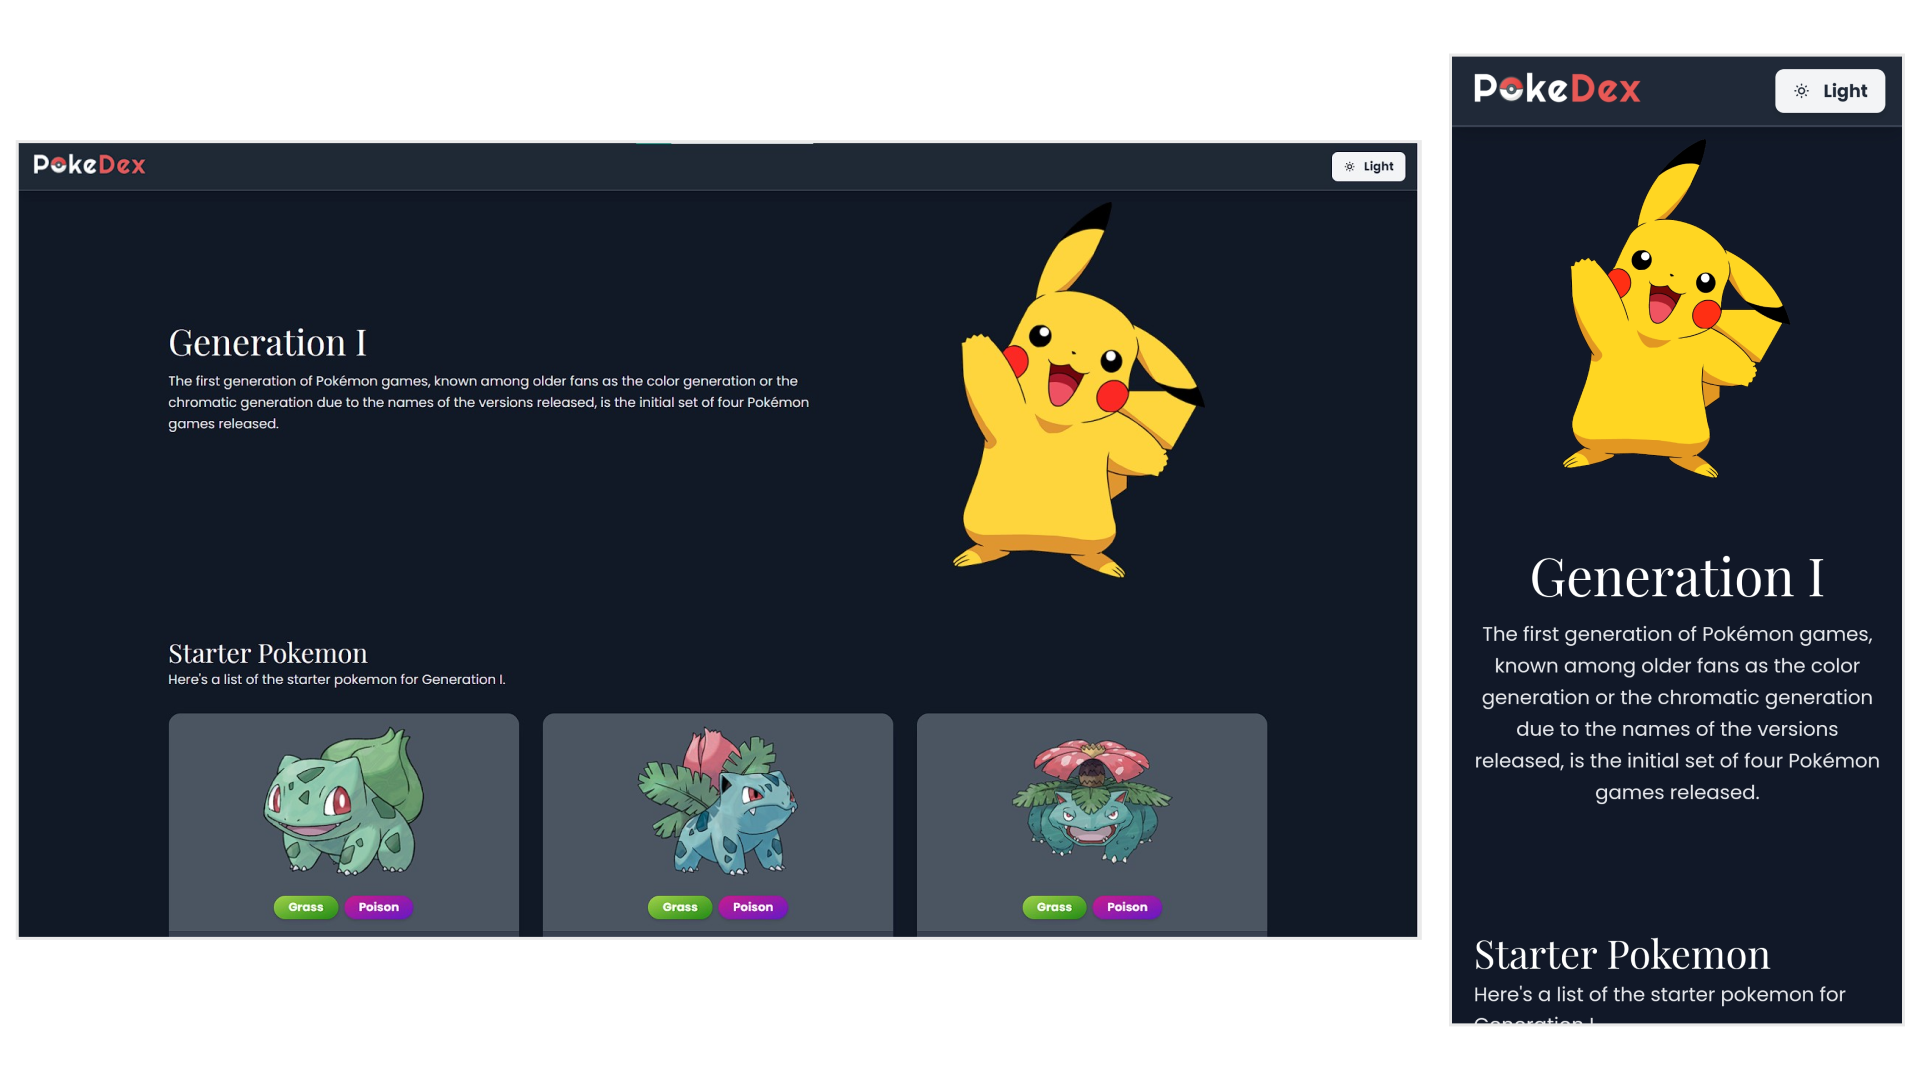 PokeDex
Light
Generation I
The first generation of Pokémon games, known among older fans as the color generation or the
chromatic generation due to the names of the versions released, is the initial set of four Pokémon
games released.
Starter Pokemon
Here's a list of the starter pokemon for Generation I.
Grass Poison
Grass Poison
Grass Poison
PokeDex
Light
Generation I
The first generation of Pokémon games,
known among older fans as the color
generation or the chromatic generation
due to the names of the versions
released, is the initial set of four Pokémon
games released.
Starter Pokemon
Here's a list of the starter pokemon for
Generation I.